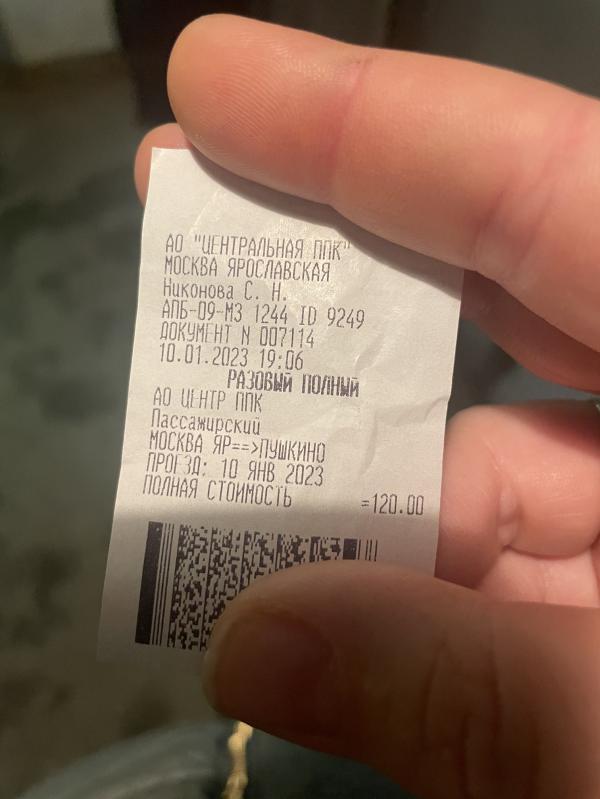 АО "ЦЕНТРАЛЬНАЯ ППК"
МОСКВА ЯРОСЛАВСКАЯ
Никонова С. Н.
АПБ-09-МЗ 1244 ID 9249
ДОКУМЕНТ N 007114
10.01.2023 19:06
РАЗОВЫЙ ПОЛНЫЙ
АО ЦЕНТР ППК
Пассажирский
МОСКВА ЯР==>ПУШКИНО
ПРОЕЗД: 10 ЯНВ 2023
ПОЛНАЯ СТОИМОСТЬ =120.00